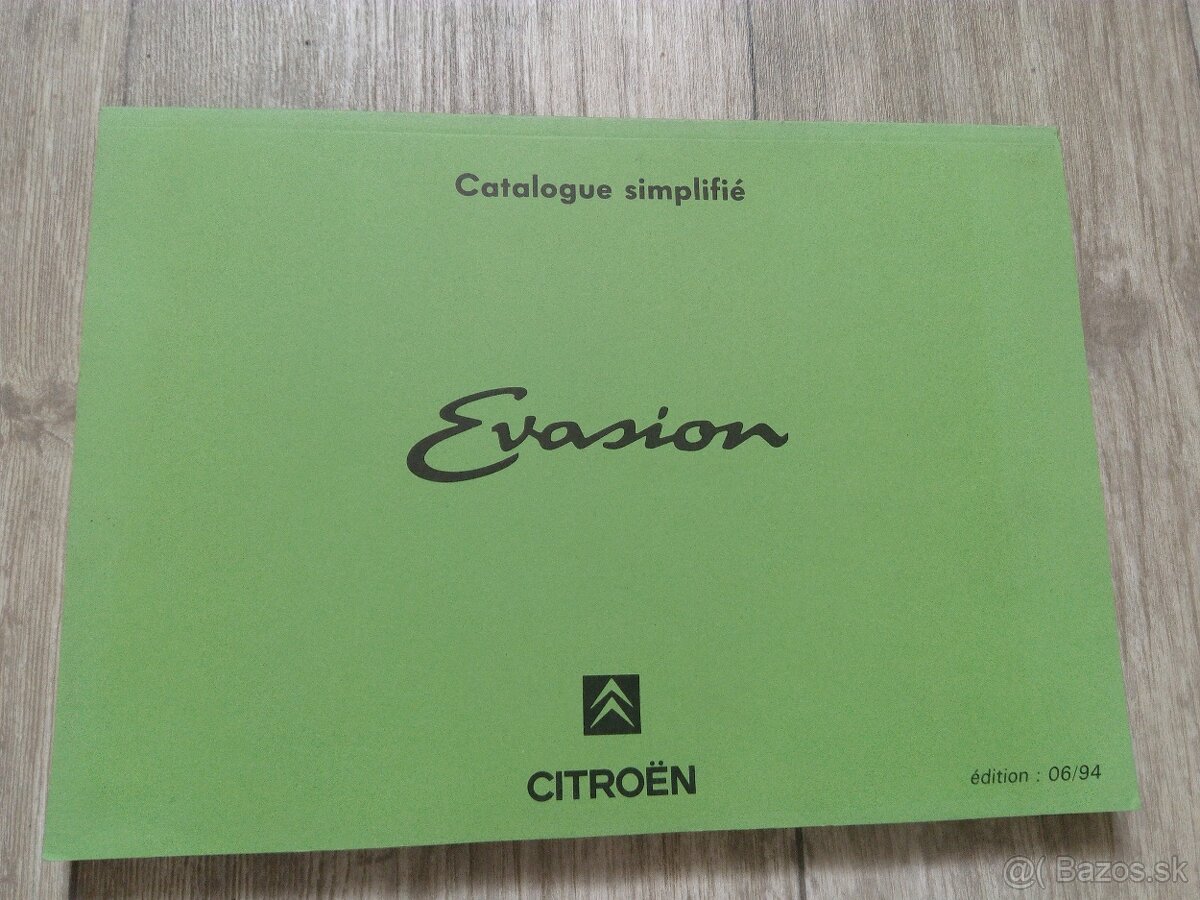 Catalogue simplifié
Evasion
CITROËN
édition : 06/94
@( Bazos.sk